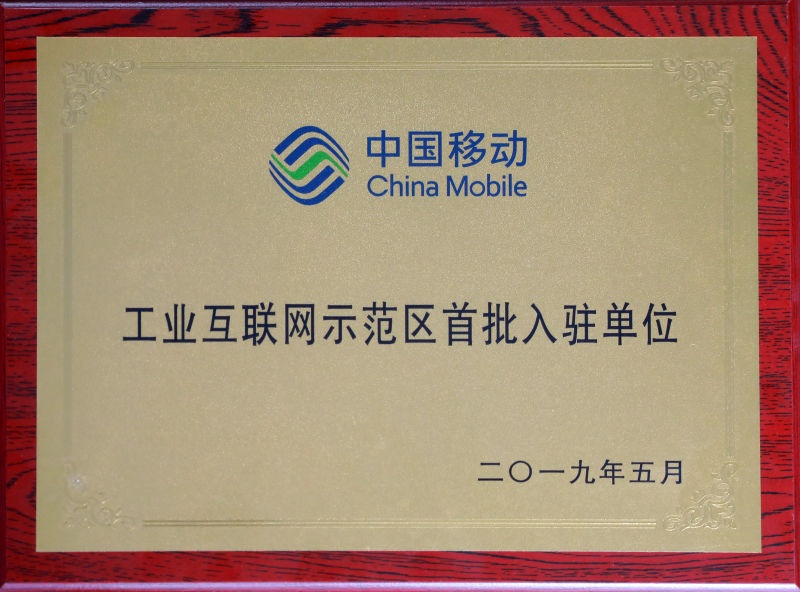 中国移动
China Mobile
工业互联网示范区首批入驻单位
二〇一九年五月